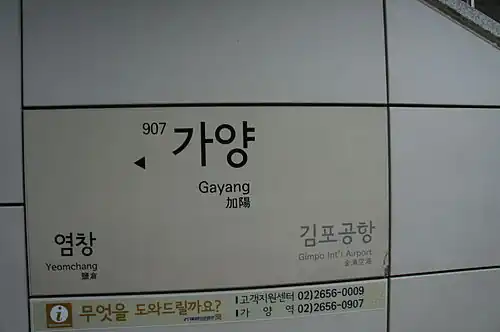 907 가양
◀
Gayang
加陽
염창
Yeomchang
鹽倉
김포공항
Gimpo Int'l Airport
金浦空港
i 무엇을 도와드릴까요?
고객지원센터 02)2656-0009
가 양 역 02)2656-0907